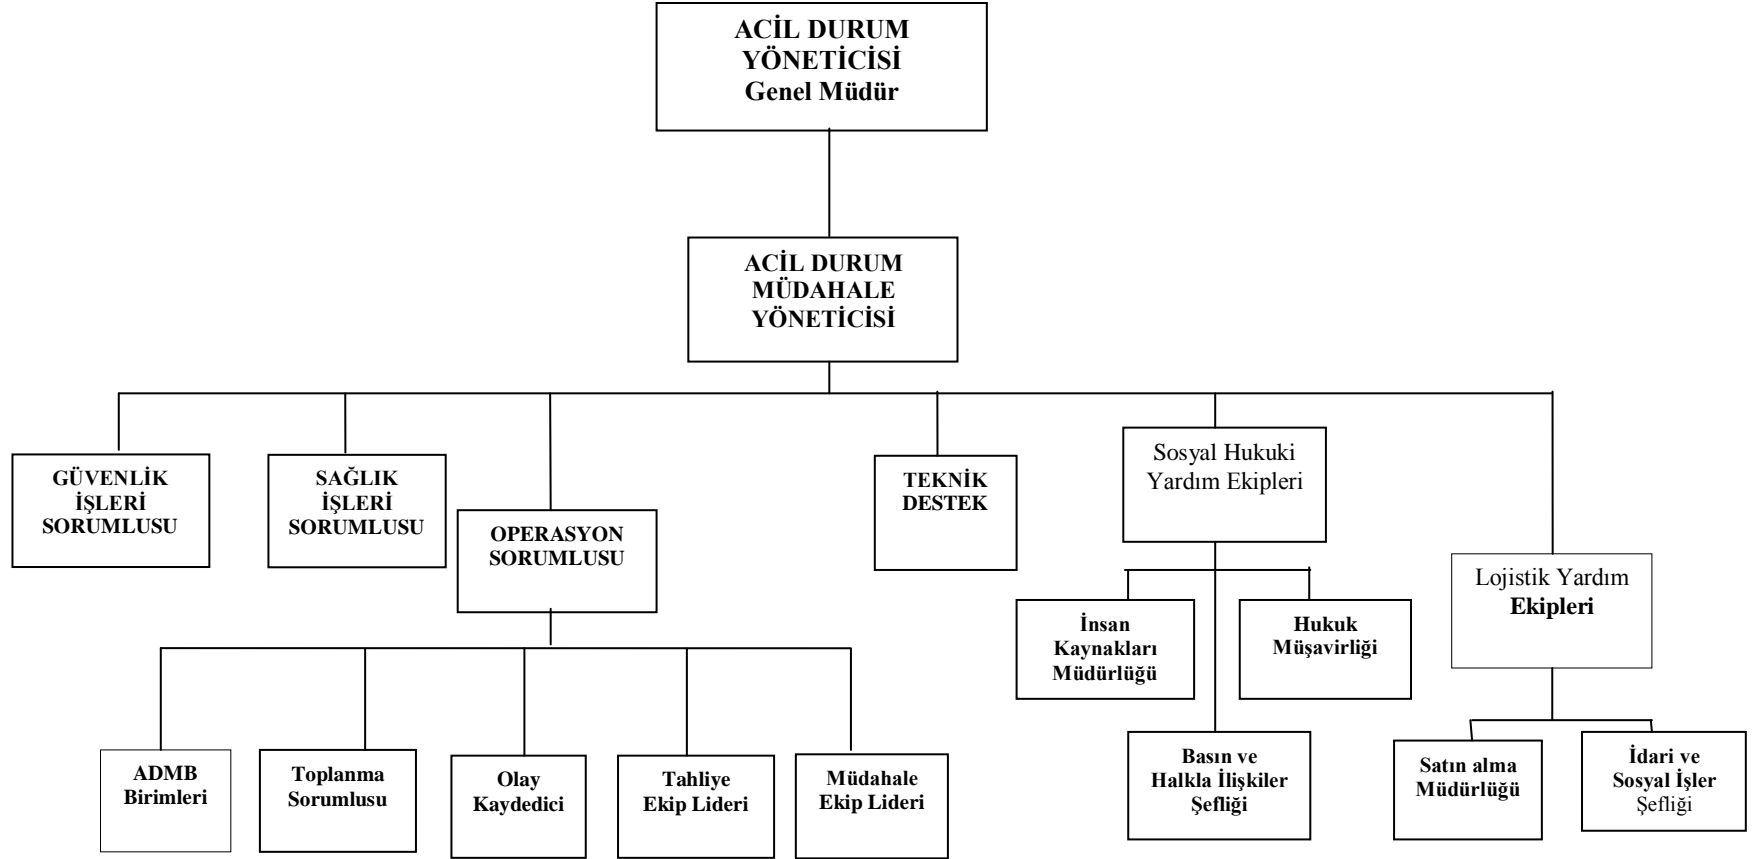 ACİL DURUM
YÖNETİCİSİ
Genel Müdür
ACİL DURUM
MÜDAHALE
YÖNETİCİSİ
GÜVENLİK
İŞLERİ
SORUMLUSU
SAĞLIK
İŞLERİ
SORUMLUSU
OPERASYON
SORUMLUSU
TEKNİK
DESTEK
Sosyal Hukuki
Yardım Ekipleri
Lojistik Yardım
Ekipleri
İnsan
Kaynakları
Müdürlüğü
Hukuk
Müşavirliği
ADMB
Birimleri
Toplanma
Sorumlusu
Olay
Kaydedici
Tahliye
Ekip Lideri
Müdahale
Ekip Lideri
Basın ve
Halkla İlişkiler
Şefliği
Satın alma
Müdürlüğü
İdari ve
Sosyal İşler
Şefliği